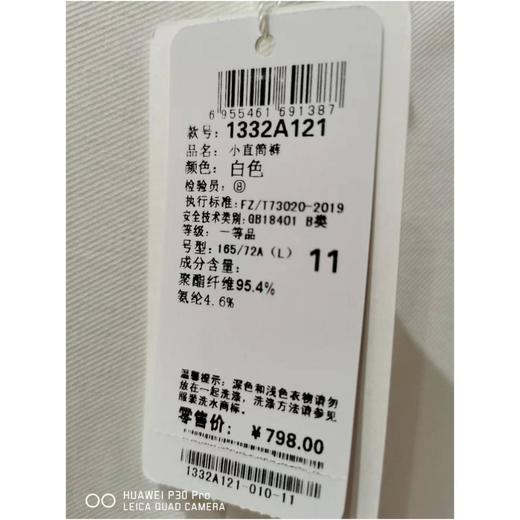 6 955461 691387
款号: 1332A121
品名: 小直筒裤
颜色: 白色
检验员: ⑧
执行标准: FZ/T73020-2019
安全技术类别: GB18401 B类
等级: 一等品
号型: 165/72A (L) 11
成分含量:
聚酯纤维95.4%
氨纶4.6%
温馨提示: 深色和浅色衣物请勿
放在一起洗涤, 洗涤方法请参见
服装洗水商标.
零售价: ¥798.00
1332A121-010-11
HUAWEI P30 Pro
LEICA QUAD CAMERA